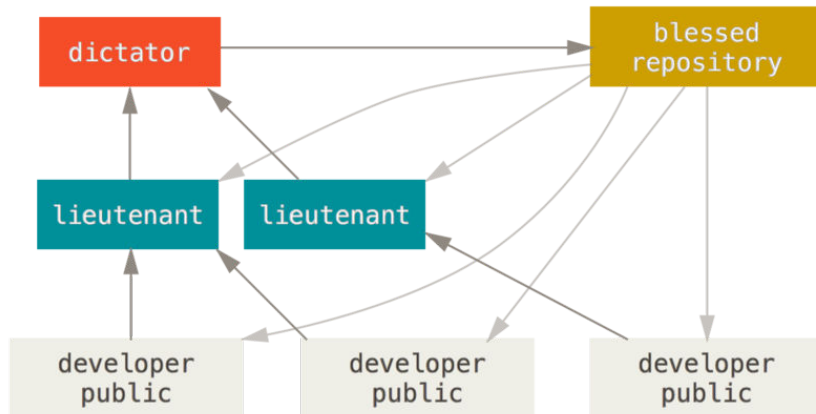 dictator
blessed
repository
lieutenant
lieutenant
developer
public
developer
public
developer
public